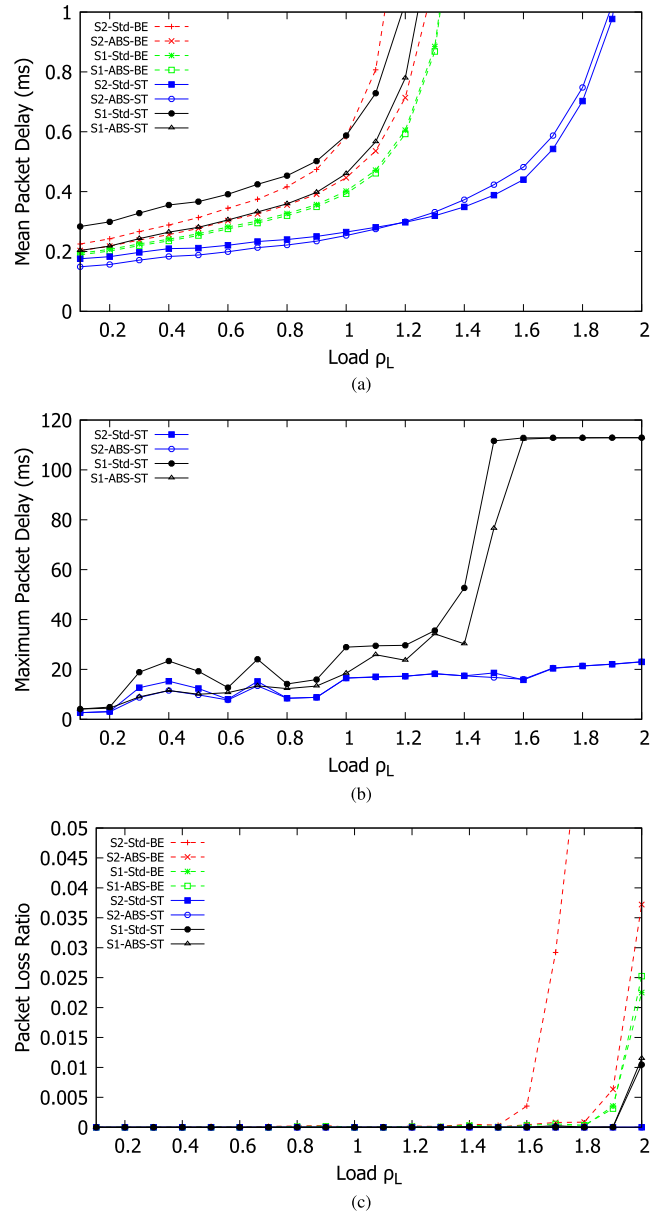 Mean Packet Delay (ms)
1
0.8
0.6
0.4
0.2
0
S2-Std-BE
S2-ABS-BE
S1-Std-BE
S1-ABS-BE
S2-Std-ST
S2-ABS-ST
S1-Std-ST
S1-ABS-ST
0.2 0.4 0.6 0.8 1 1.2 1.4 1.6 1.8 2
Load ρL
(a)
Maximum Packet Delay (ms)
120
100
80
60
40
20
0
S2-Std-ST
S2-ABS-ST
S1-Std-ST
S1-ABS-ST
0.2 0.4 0.6 0.8 1 1.2 1.4 1.6 1.8 2
Load ρL
(b)
Packet Loss Ratio
0.05
0.045
0.04
0.035
0.03
0.025
0.02
0.015
0.01
0.005
0
S2-Std-BE
S2-ABS-BE
S1-Std-BE
S1-ABS-BE
S2-Std-ST
S2-ABS-ST
S1-Std-ST
S1-ABS-ST
0.2 0.4 0.6 0.8 1 1.2 1.4 1.6 1.8 2
Load ρL
(c)